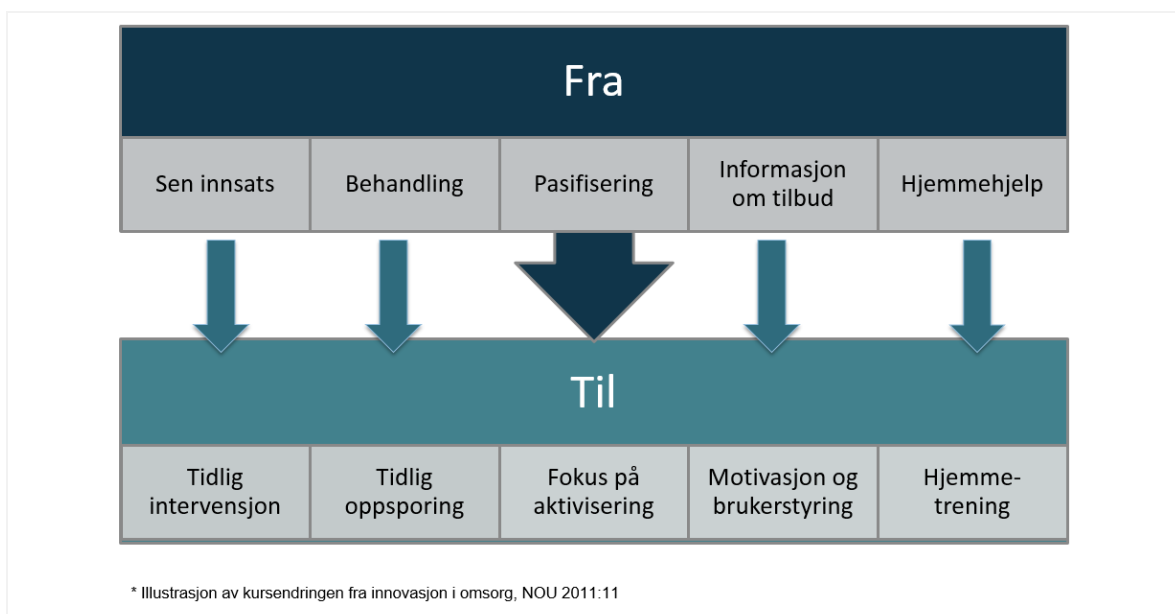 Fra
Sen innsats
Behandling
Pasifisering
Informasjon
om tilbud
Hjemmehjelp
Til
Tidlig
intervensjon
Tidlig
oppsporing
Fokus på
aktivisering
Motivasjon og
brukerstyring
Hjemme-
trening
* Illustrasjon av kursendringen fra innovasjon i omsorg, NOU 2011:11